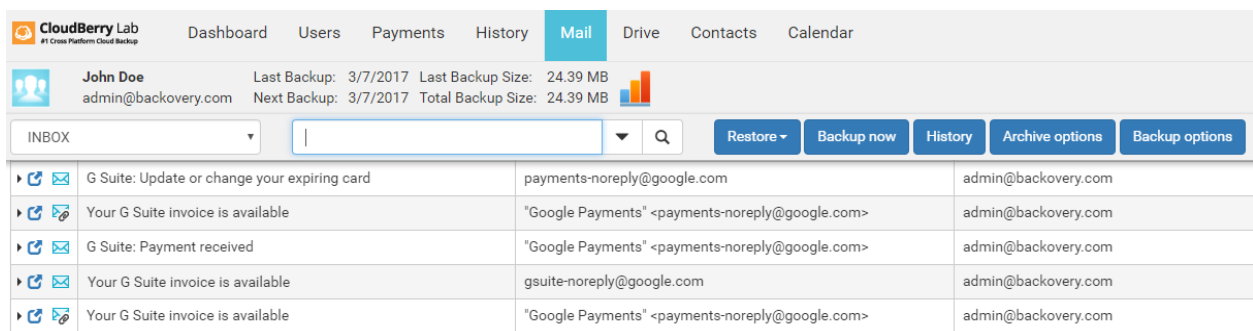 CloudBerry Lab
#1 Cross Platform Cloud Backup
Dashboard Users Payments History Mail Drive Contacts Calendar
John Doe Last Backup: 3/7/2017 Last Backup Size: 24.39 MB
admin@backovery.com Next Backup: 3/7/2017 Total Backup Size: 24.39 MB
INBOX Restore Backup now History Archive options Backup options
G Suite: Update or change your expiring card payments-noreply@google.com admin@backovery.com
Your G Suite invoice is available "Google Payments" <payments-noreply@google.com> admin@backovery.com
G Suite: Payment received "Google Payments" <payments-noreply@google.com> admin@backovery.com
Your G Suite invoice is available gsuite-noreply@google.com admin@backovery.com
Your G Suite invoice is available "Google Payments" <payments-noreply@google.com> admin@backovery.com